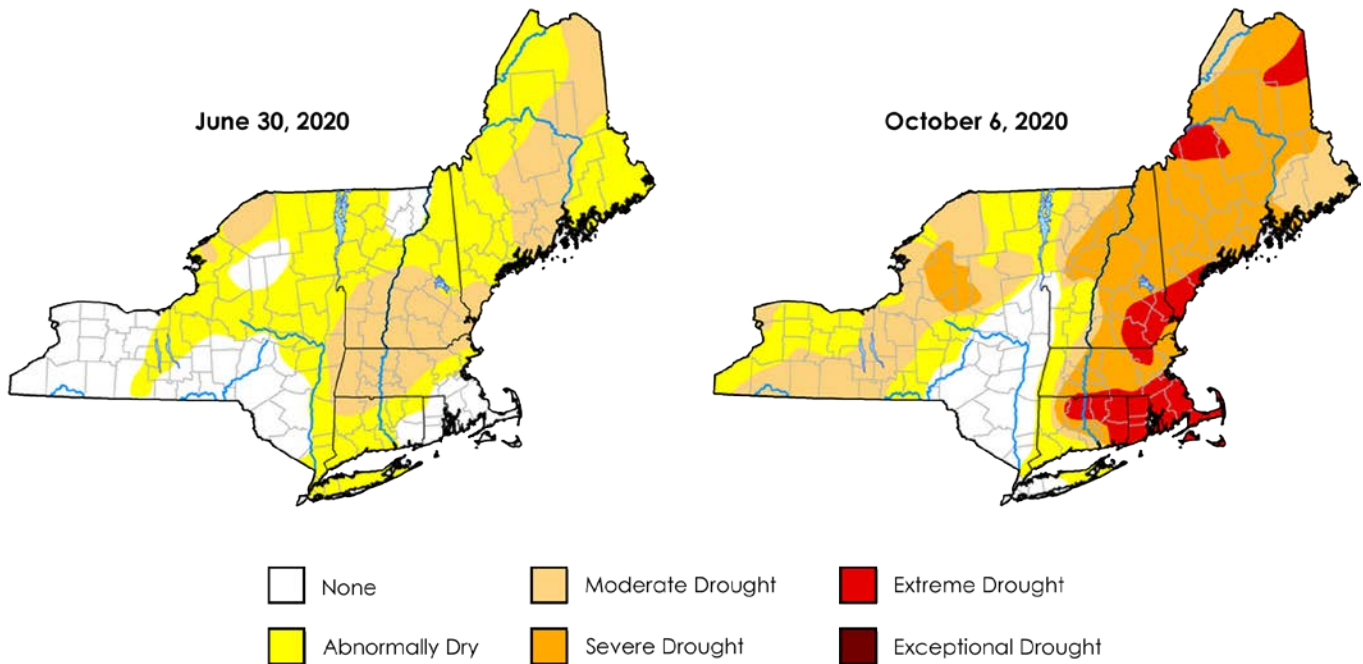 June 30, 2020
October 6, 2020
None
Moderate Drought
Extreme Drought
Abnormally Dry
Severe Drought
Exceptional Drought